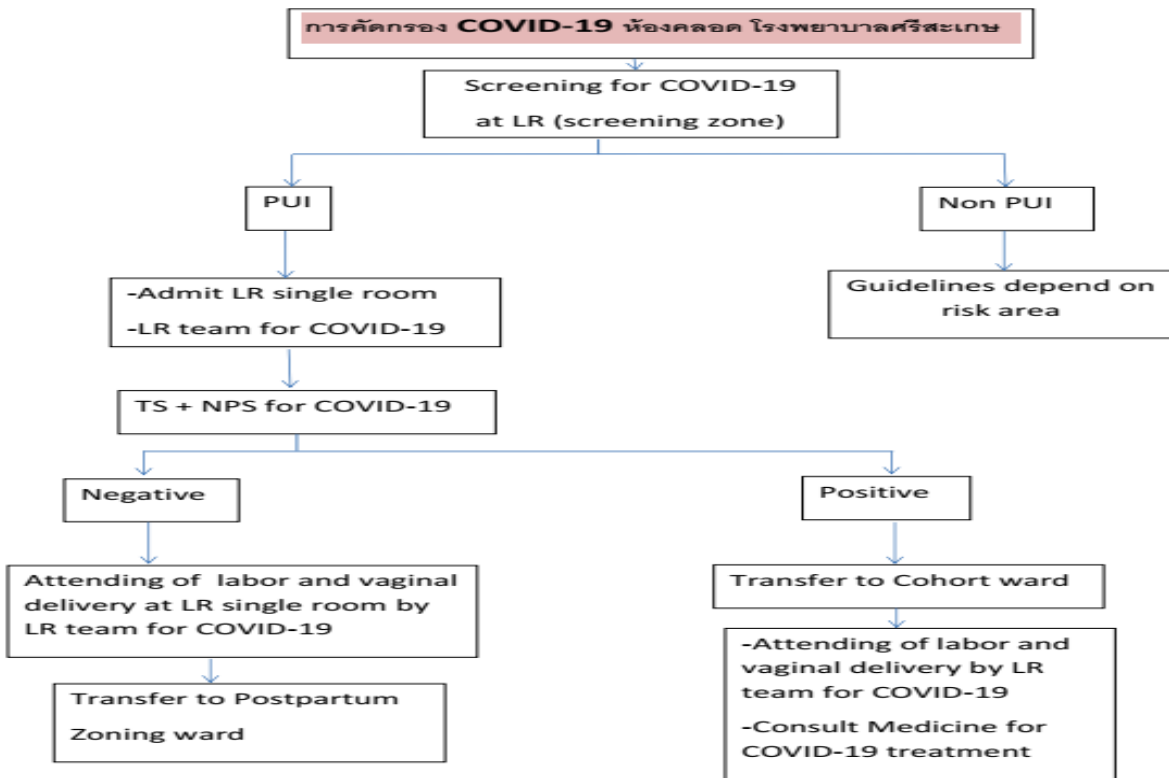 การคัดกรอง COVID-19 ห้องคลอด โรงพยาบาลศรีสะเกษ
Screening for COVID-19
at LR (screening zone)
PUI
Non PUI
-Admit LR single room
-LR team for COVID-19
Guidelines depend on
risk area
TS + NPS for COVID-19
Negative
Positive
Attending of labor and vaginal
delivery at LR single room by
LR team for COVID-19
Transfer to Cohort ward
Transfer to Postpartum
Zoning ward
-Attending of labor and
vaginal delivery by LR
team for COVID-19
-Consult Medicine for
COVID-19 treatment